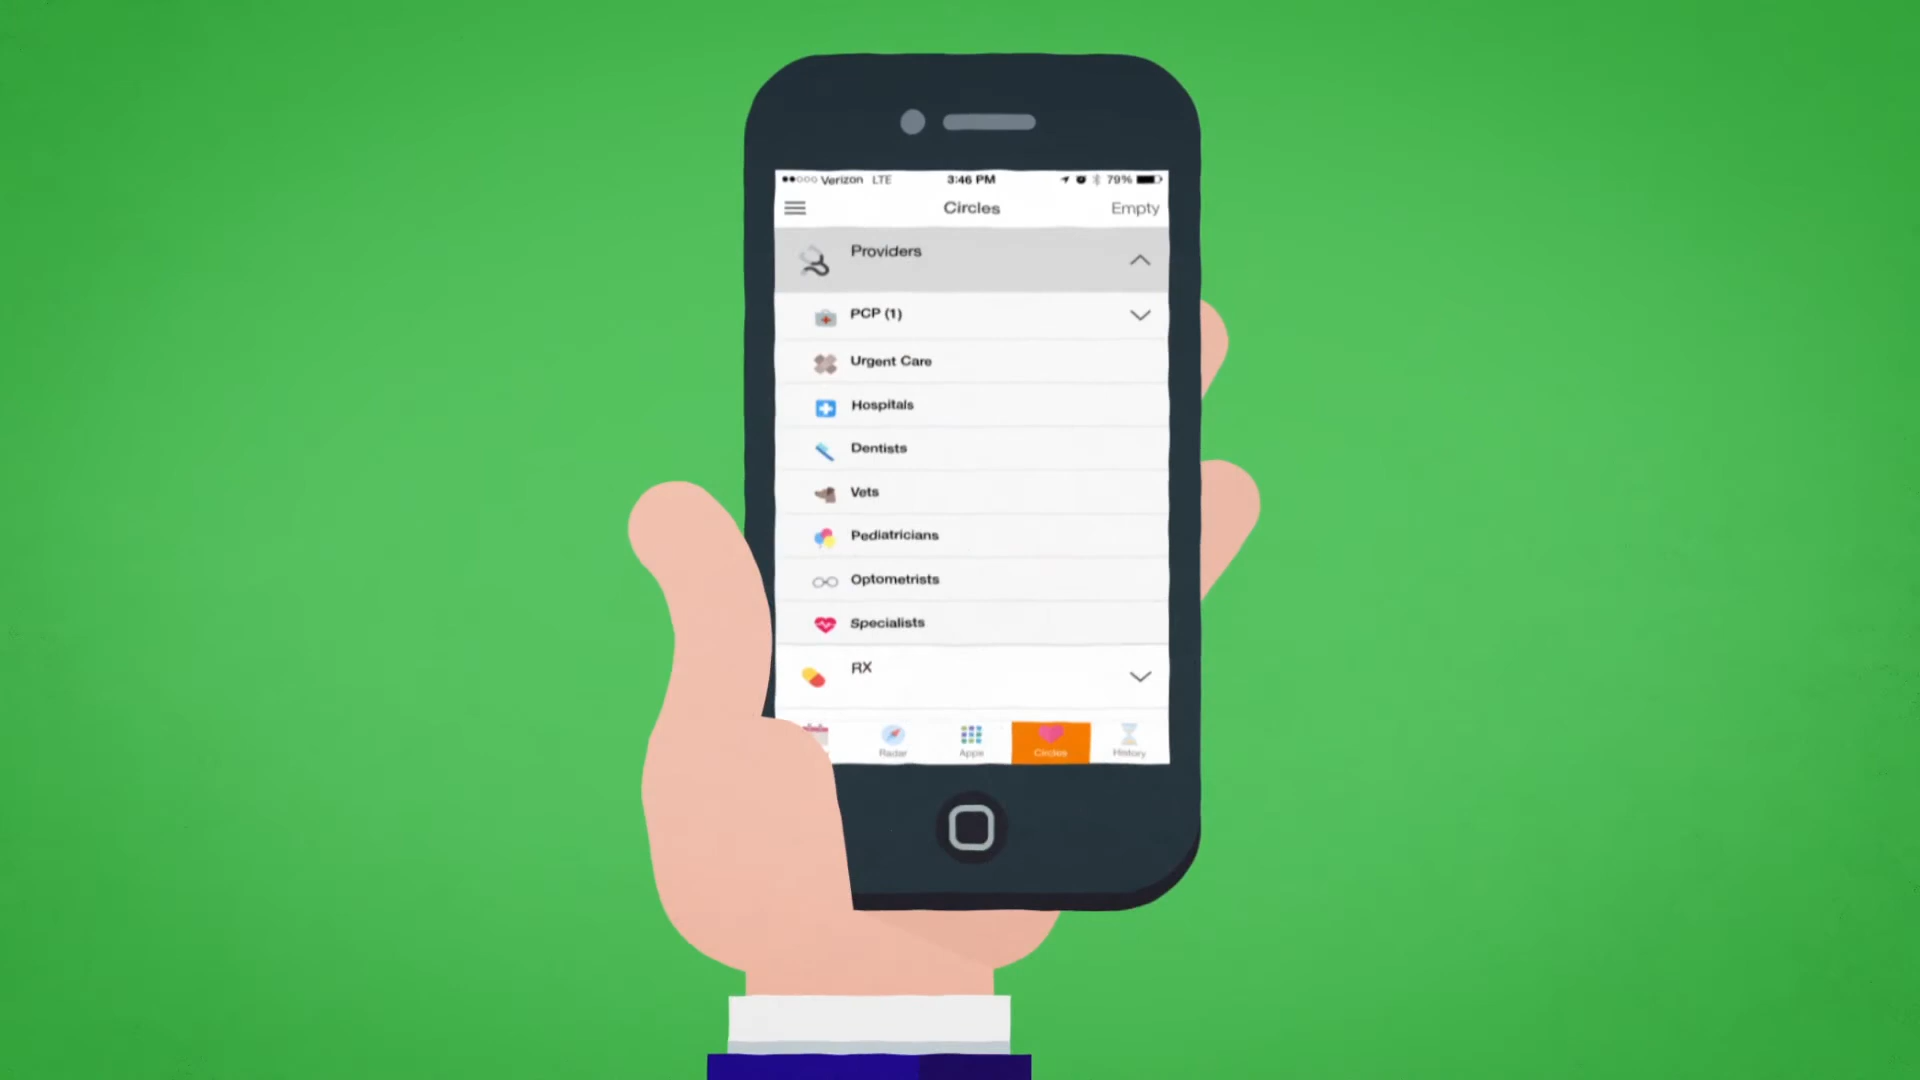 Verizon LTE 3:46 PM 79%
Circles Empty
Providers
PCP (1)
Urgent Care
Hospitals
Dentists
Vets
Pediatricians
Optometrists
Specialists
RX
Radar Apps Circles History